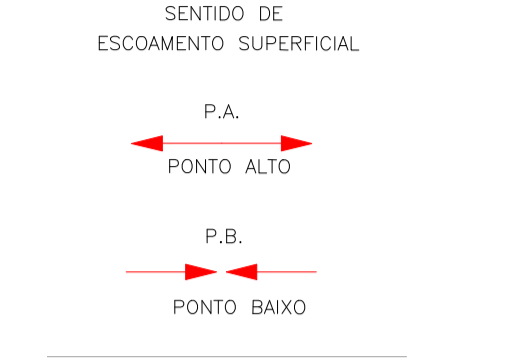 SENTIDO DE
ESCOAMENTO SUPERFICIAL
P.A.
PONTO ALTO
P.B.
PONTO BAIXO